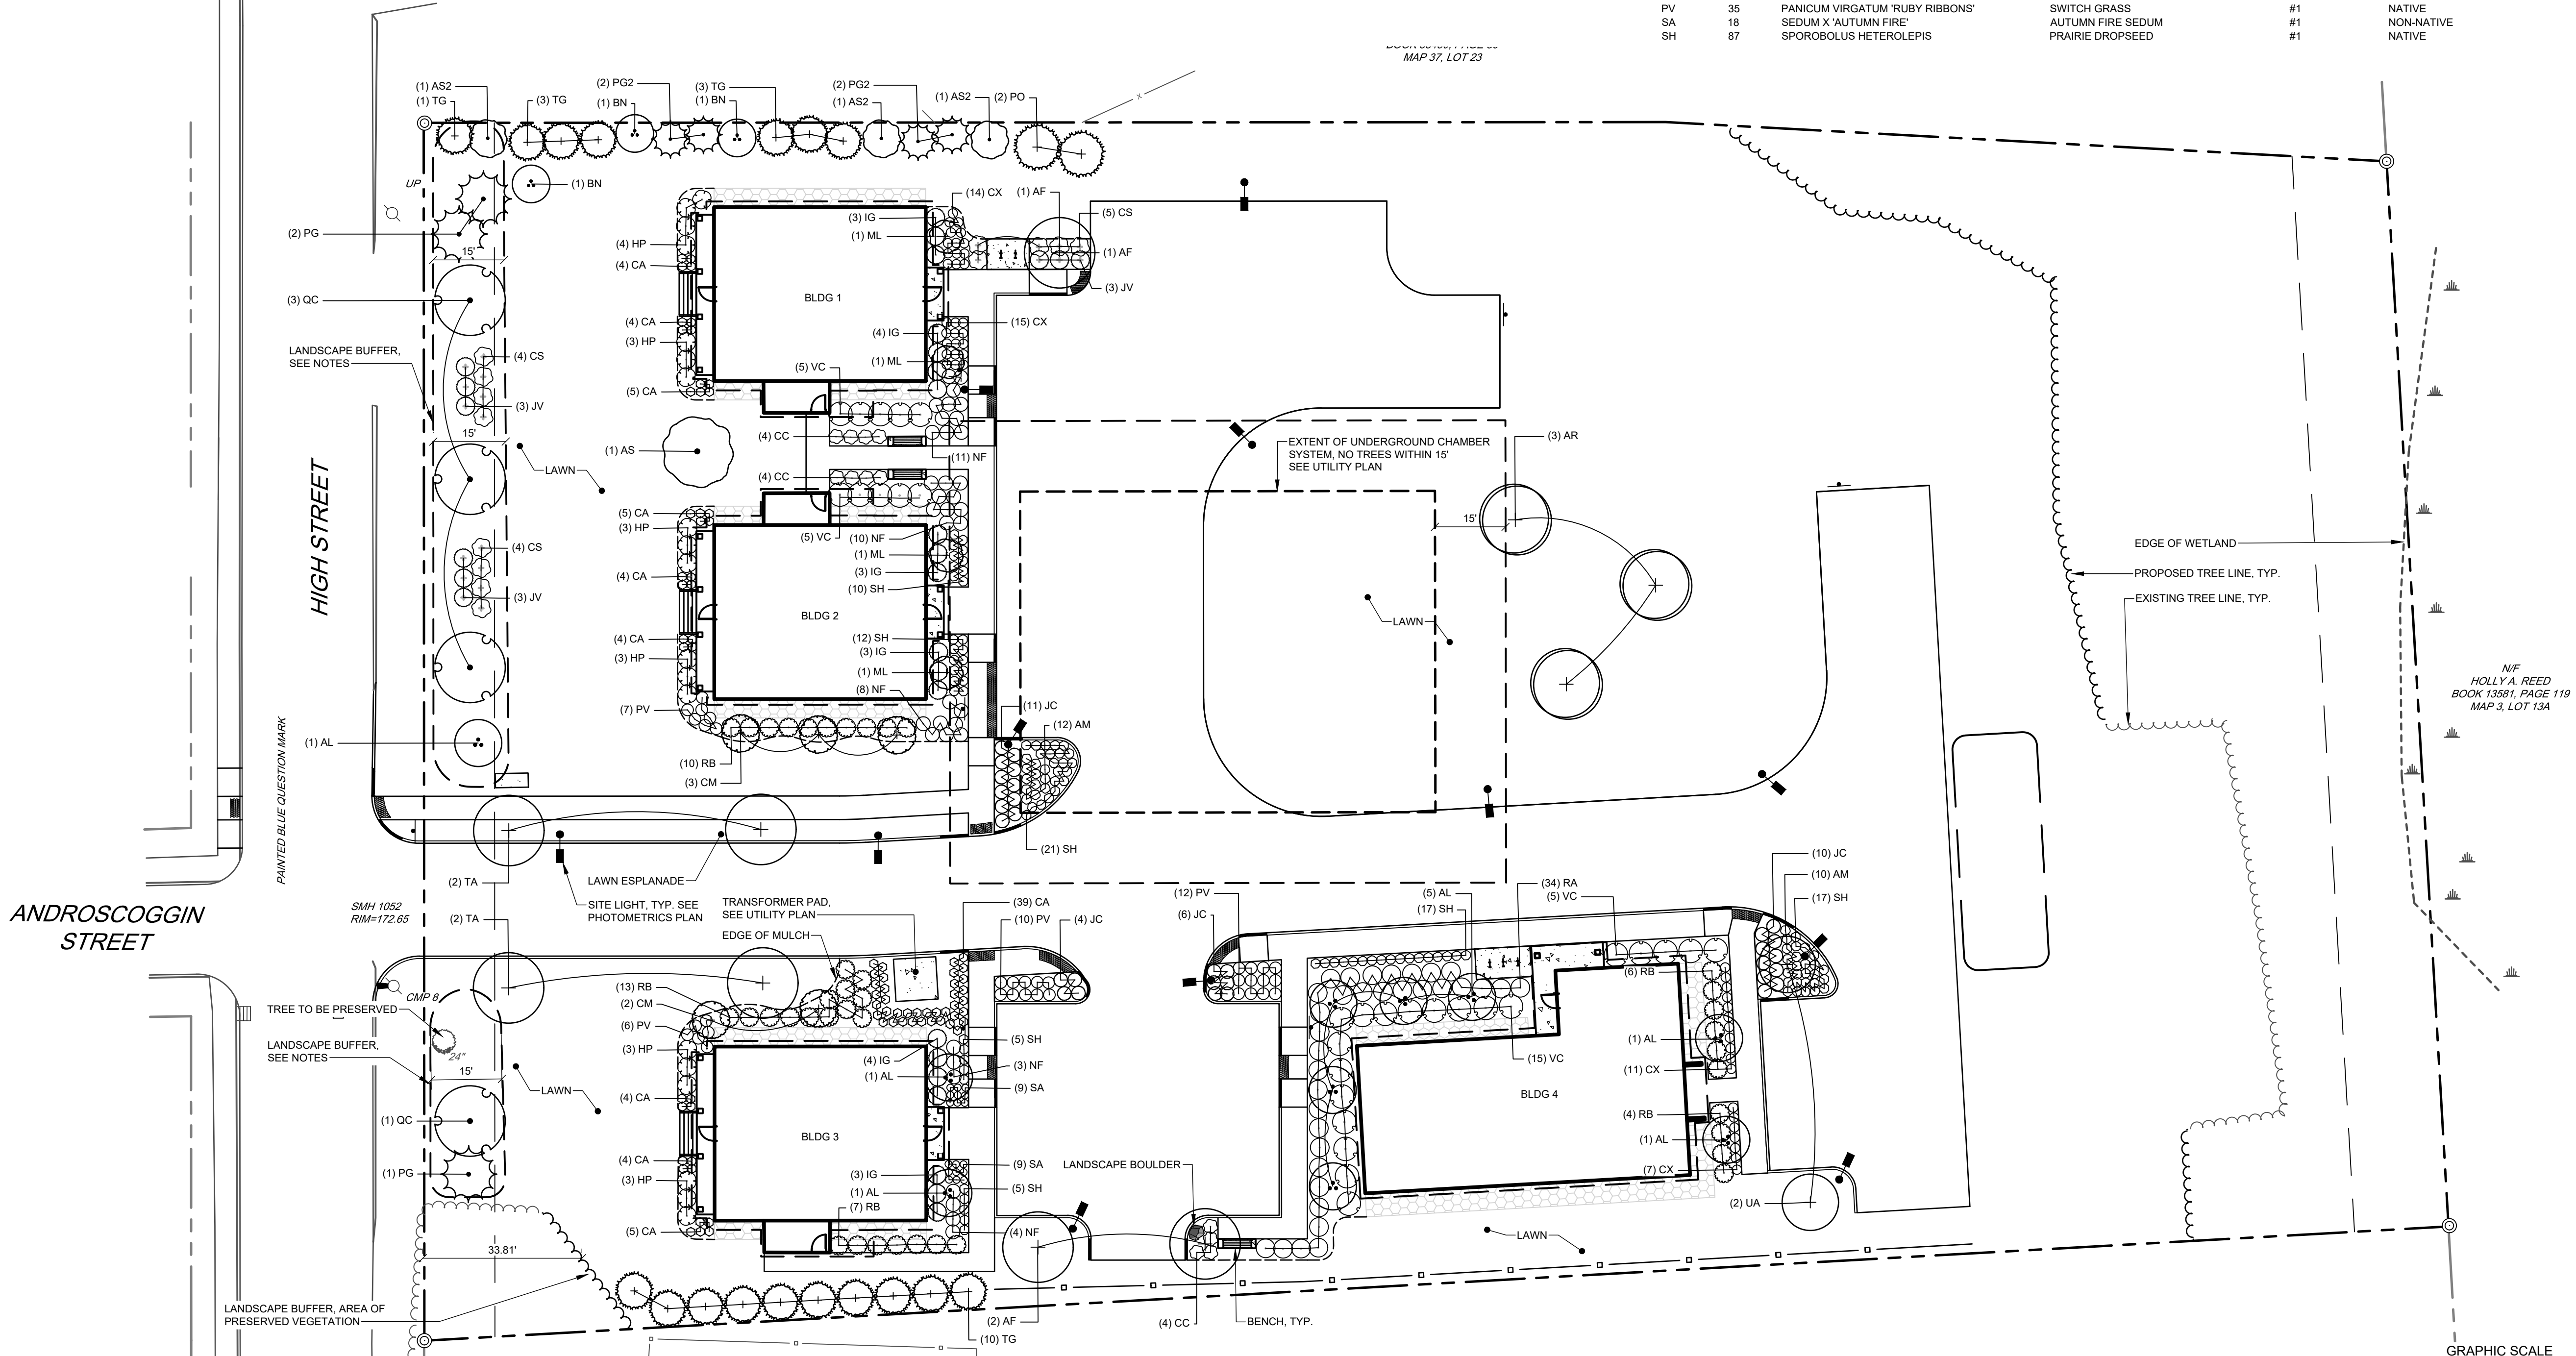 PV 35 PANICUM VIRGATUM 'RUBY RIBBONS' SWITCH GRASS #1 NATIVE
SA 18 SEDUM X 'AUTUMN FIRE' AUTUMN FIRE SEDUM #1 NON-NATIVE
SH 87 SPOROBOLUS HETEROLEPIS PRAIRIE DROPSEED #1 NATIVE
MAP 37, LOT 23
(1) AS2
(1) TG
(3) TG
(2) PG2
(1) BN
(3) TG
(1) BN
(2) PG2
(1) AS2
(1) AS2
(2) PO
UP
(1) BN
(2) PG
15'
(3) QC
LANDSCAPE BUFFER,
SEE NOTES
(4) CS
(3) JV
15'
LAWN
(4) CS
(3) JV
(1) AL
HIGH STREET
PAINTED BLUE QUESTION MARK
(4) HP
(4) CA
(4) CA
(3) HP
(5) CA
BLDG 1
(3) IG
(1) ML
(14) CX
(1) AF
(5) CS
(1) AF
(3) JV
(15) CX
(4) IG
(1) ML
(5) VC
(4) CC
(1) AS
(11) NF
(4) CC
(5) CA
(3) HP
(5) VC
(10) NF
(1) ML
(3) IG
(10) SH
(4) CA
BLDG 2
(4) CA
(3) HP
(12) SH
(3) IG
(1) ML
(8) NF
(7) PV
(10) RB
(3) CM
(11) JC
(12) AM
(21) SH
EXTENT OF UNDERGROUND CHAMBER
SYSTEM, NO TREES WITHIN 15'
SEE UTILITY PLAN
(3) AR
15'
LAWN
EDGE OF WETLAND
PROPOSED TREE LINE, TYP.
EXISTING TREE LINE, TYP.
N/F
HOLLY A. REED
BOOK 13581, PAGE 119
MAP 3, LOT 13A
ANDROSCOGGIN
STREET
SMH 1052
RIM=172.65
(2) TA
(2) TA
LAWN ESPLANADE
SITE LIGHT, TYP. SEE
PHOTOMETRICS PLAN
TRANSFORMER PAD,
SEE UTILITY PLAN
EDGE OF MULCH
(39) CA
(10) PV
(4) JC
(12) PV
(6) JC
(5) AL
(17) SH
(34) RA
(5) VC
(10) JC
(10) AM
(17) SH
CMP 8
TREE TO BE PRESERVED
24"
LANDSCAPE BUFFER,
SEE NOTES
15'
LAWN
(1) QC
(1) PG
(13) RB
(2) CM
(6) PV
(3) HP
(4) CA
(4) CA
(3) HP
(5) CA
(4) IG
(1) AL
(5) SH
(3) NF
(9) SA
BLDG 3
(9) SA
(3) IG
(1) AL
(5) SH
(7) RB
(4) NF
(6) RB
(1) AL
(15) VC
(11) CX
BLDG 4
(4) RB
(1) AL
(7) CX
(2) UA
LANDSCAPE BOULDER
33.81'
LANDSCAPE BUFFER, AREA OF
PRESERVED VEGETATION
(10) TG
(2) AF
(4) CC
BENCH, TYP.
LAWN
GRAPHIC SCALE